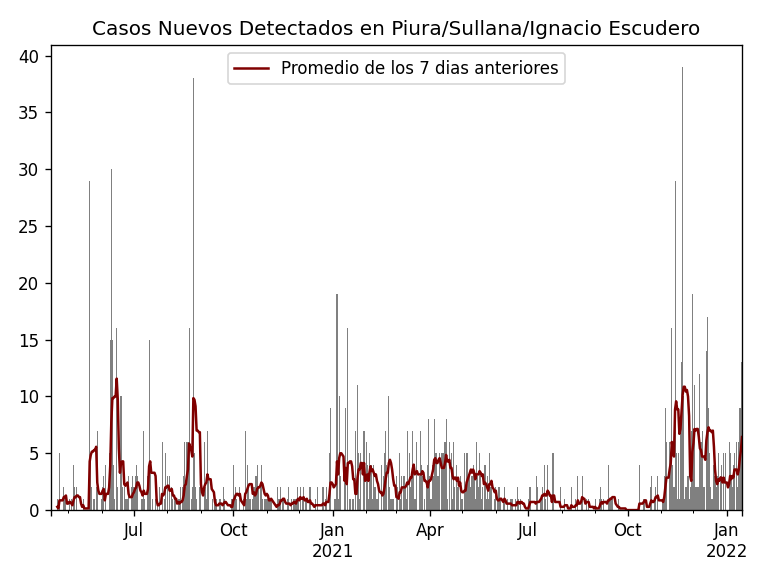 Casos Nuevos Detectados en Piura/Sullana/Ignacio Escudero
Promedio de los 7 dias anteriores
40
35
30
25
20
15
10
5
0
Jul
Oct
Jan
2021
Apr
Jul
Oct
Jan
2022